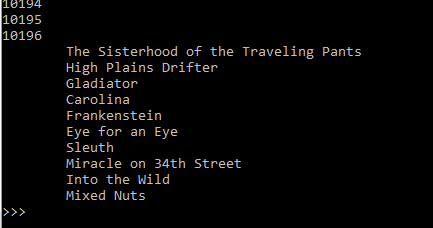 10194
10195
10196
The Sisterhood of the Traveling Pants
High Plains Drifter
Gladiator
Carolina
Frankenstein
Eye for an Eye
Sleuth
Miracle on 34th Street
Into the Wild
Mixed Nuts
>>>